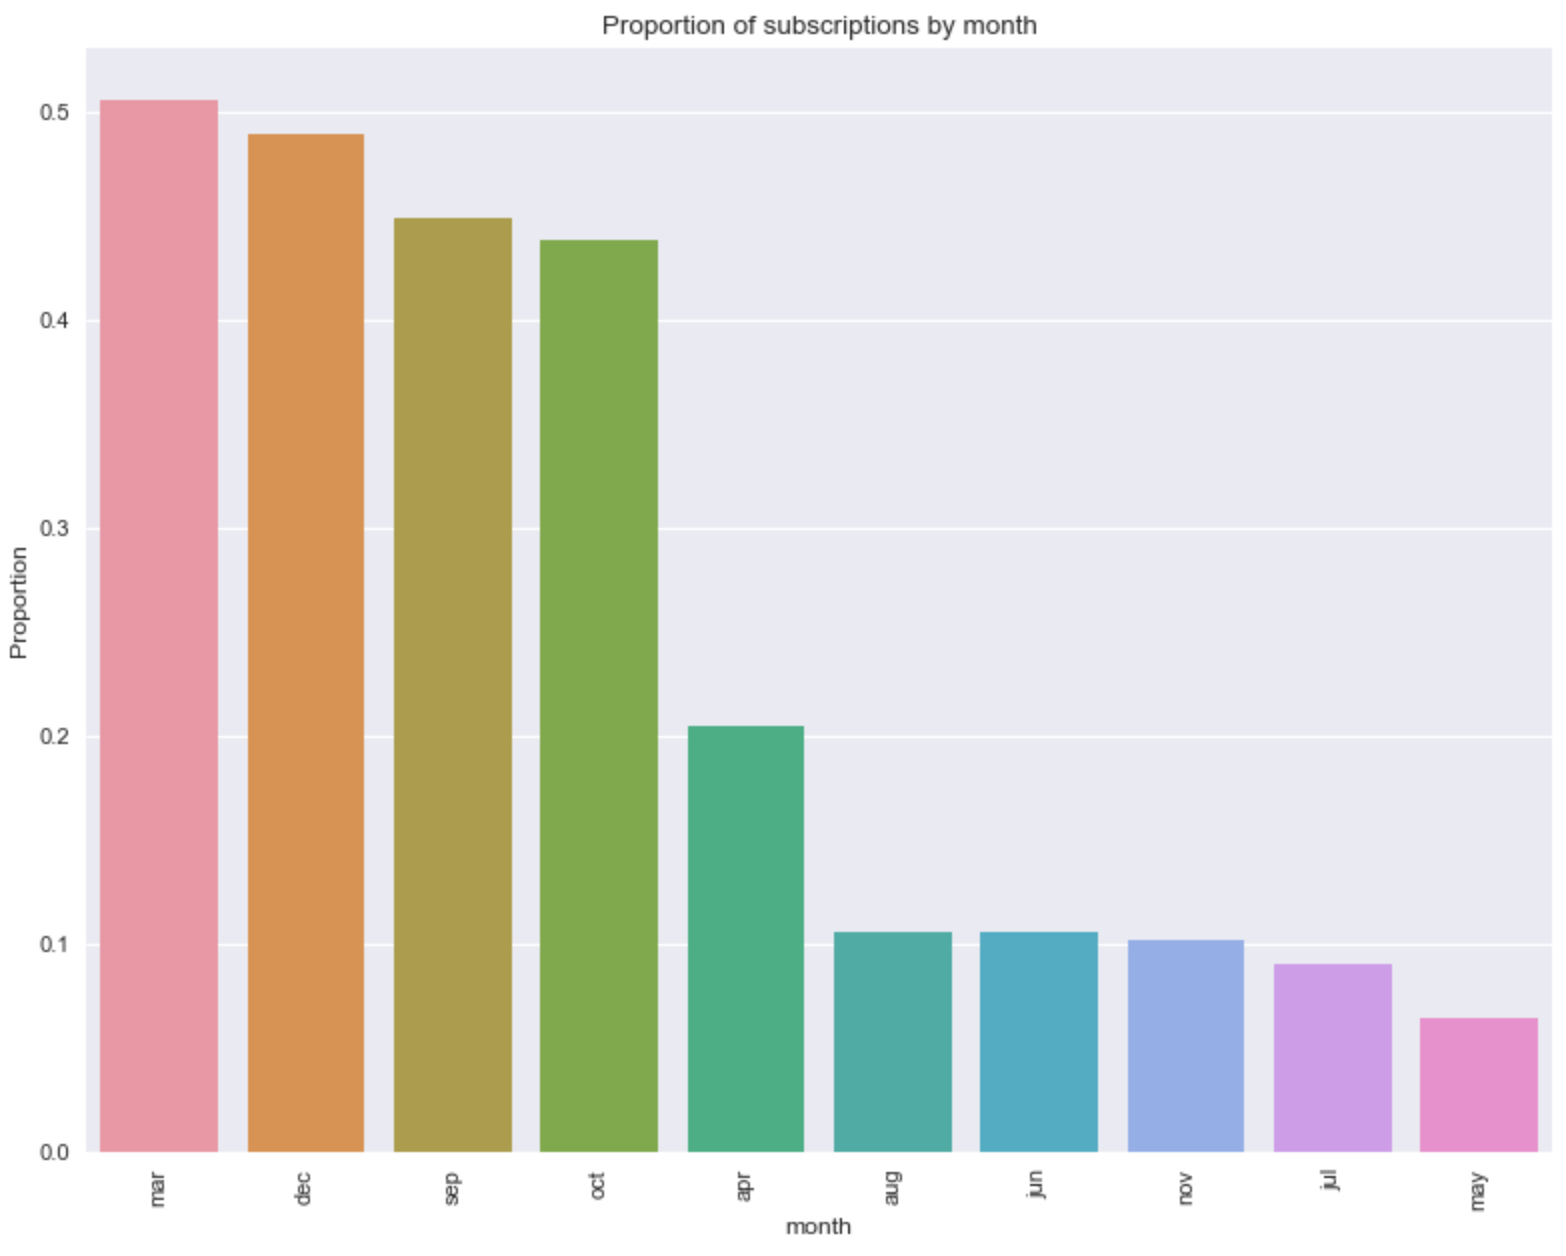 Proportion of subscriptions by month
Proportion
0.5
0.4
0.3
0.2
0.1
0.0
mar
dec
sep
oct
apr
aug
jun
nov
jul
may
month